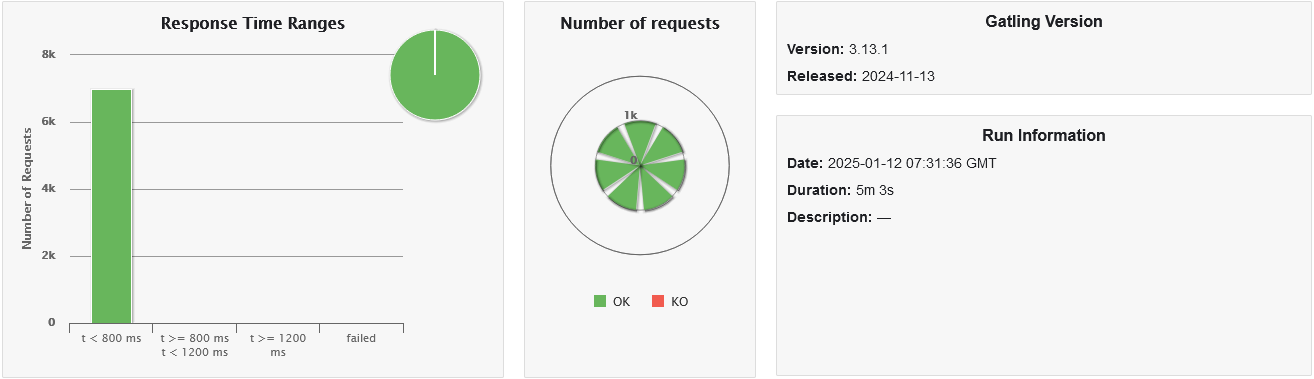 Response Time Ranges
Number of Requests
8k
6k
4k
2k
0
t < 800 ms
t >= 800 ms
t < 1200 ms
t >= 1200
ms
failed
Number of requests
1k
0
OK
KO
Gatling Version
Version: 3.13.1
Released: 2024-11-13
Run Information
Date: 2025-01-12 07:31:36 GMT
Duration: 5m 3s
Description: —